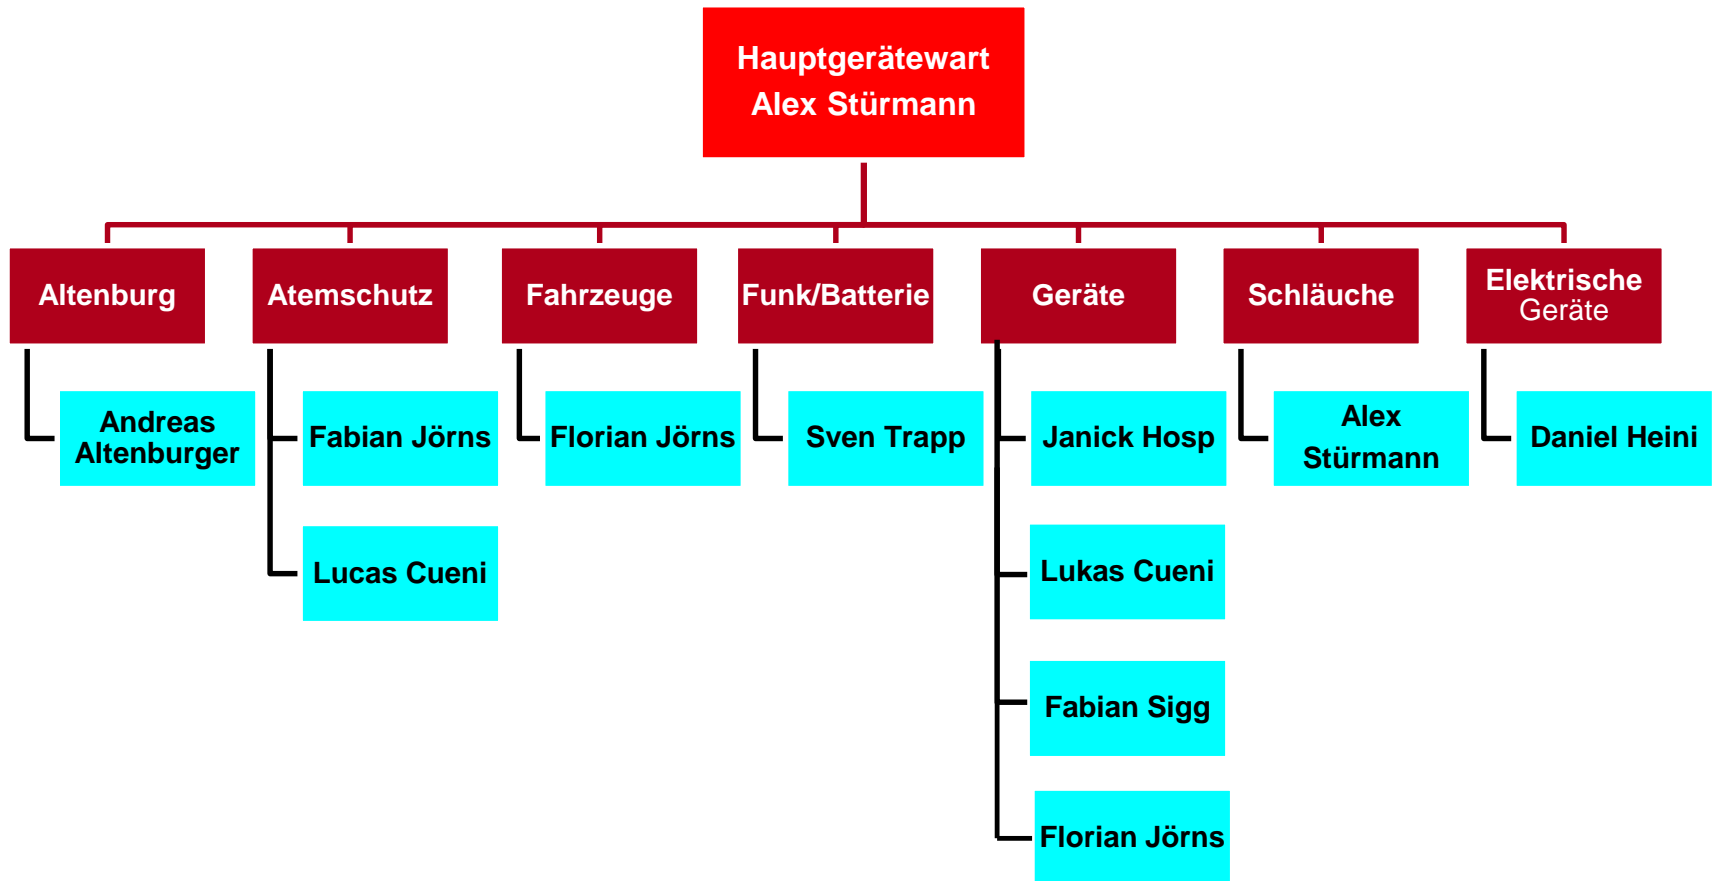 Hauptgerätewart
Alex Stürmann
Altenburg
Atemschutz
Fahrzeuge
Funk/Batterie
Geräte
Schläuche
Elektrische
Geräte
Andreas
Altenburger
Fabian Jörns
Florian Jörns
Sven Trapp
Janick Hosp
Alex
Stürmann
Daniel Heini
Lucas Cueni
Lukas Cueni
Fabian Sigg
Florian Jörns